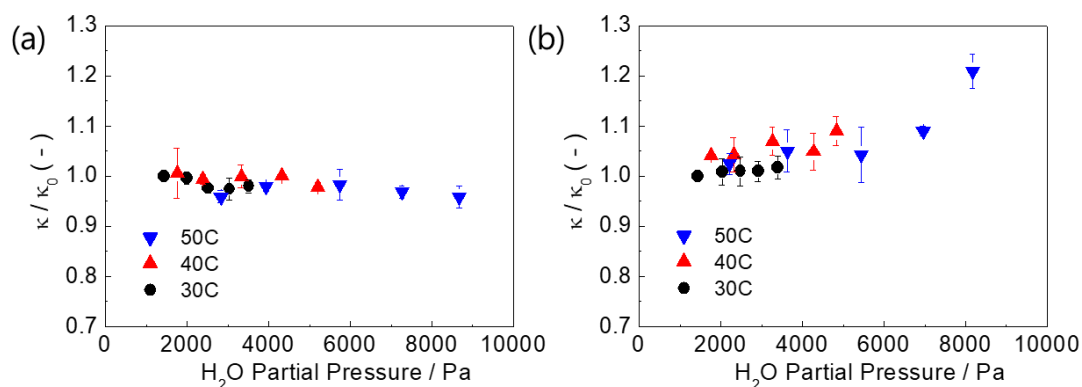 (a)
1.3
1.2
1.1
1.0
0.9
0.8
0.7
κ / κ₀ ( - )
50C
40C
30C
0 2000 4000 6000 8000 10000
H₂O Partial Pressure / Pa
(b)
1.3
1.2
1.1
1.0
0.9
0.8
0.7
κ / κ₀ ( - )
50C
40C
30C
0 2000 4000 6000 8000 10000
H₂O Partial Pressure / Pa